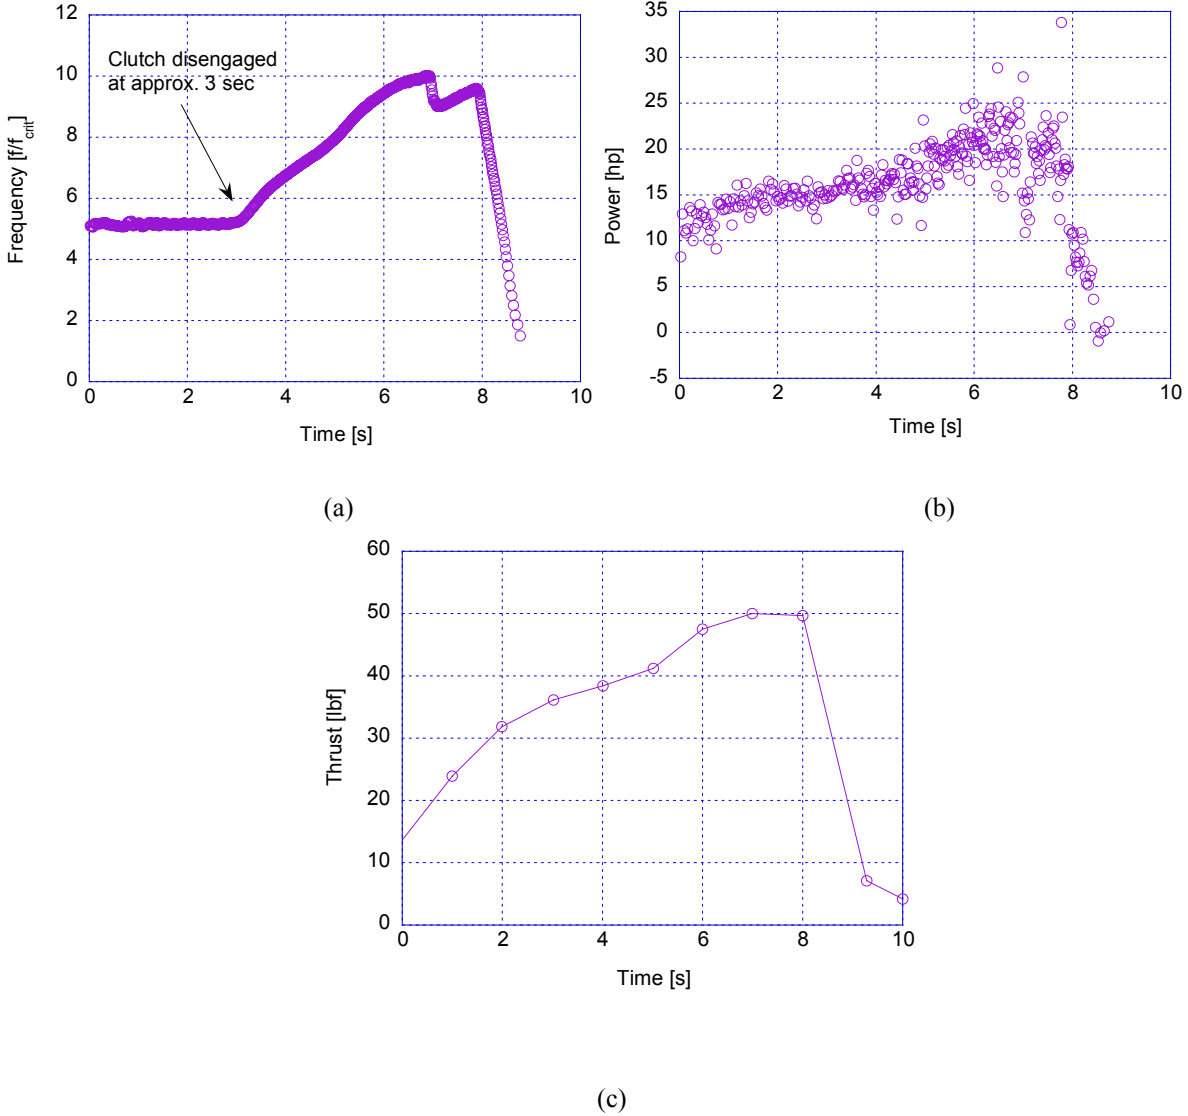 12
10
8
6
4
2
0
Frequency [f/f_crit]
Clutch disengaged
at approx. 3 sec
0 2 4 6 8 10
Time [s]
35
30
25
20
15
10
5
0
-5
Power [hp]
0 2 4 6 8 10
Time [s]
(a)
(b)
60
50
40
30
20
10
0
Thrust [lbf]
0 2 4 6 8 10
Time [s]
(c)